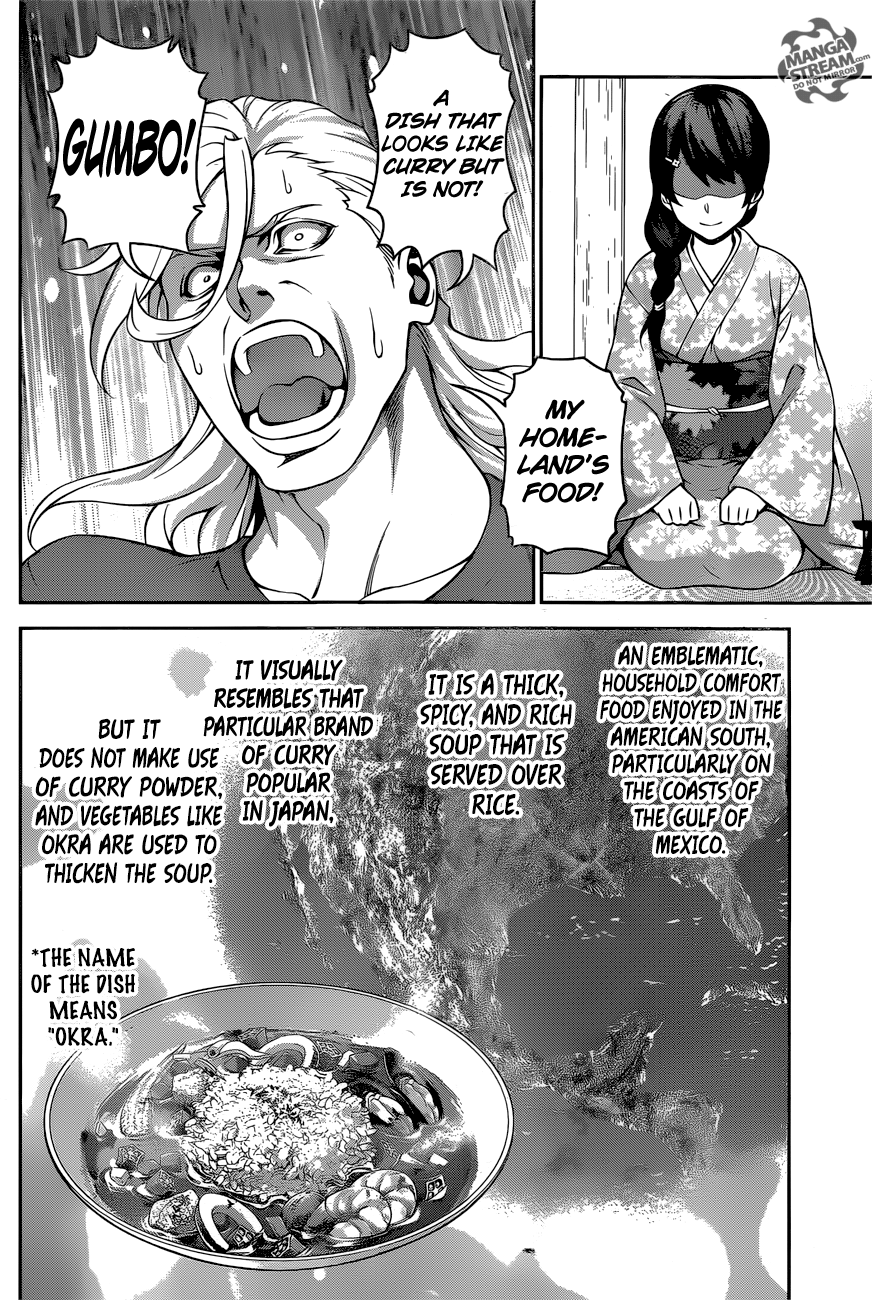 MANGA
STREAM.com
DO NOT MIRROR
MY
HOME-
LAND'S
FOOD!
A
DISH THAT
LOOKS LIKE
CURRY BUT
IS NOT!
GUMBO!
AN EMBLEMATIC,
HOUSEHOLD COMFORT
FOOD ENJOYED IN THE
AMERICAN SOUTH,
PARTICULARLY ON
THE COASTS OF
THE GULF OF
MEXICO.
IT IS A THICK,
SPICY, AND RICH
SOUP THAT IS
SERVED OVER
RICE.
IT VISUALLY
RESEMBLES THAT
PARTICULAR BRAND
OF CURRY
POPULAR
IN JAPAN,
BUT IT
DOES NOT MAKE USE
OF CURRY POWDER,
AND VEGETABLES LIKE
OKRA ARE USED TO
THICKEN THE SOUP.
*THE NAME
OF THE DISH
MEANS
"OKRA."